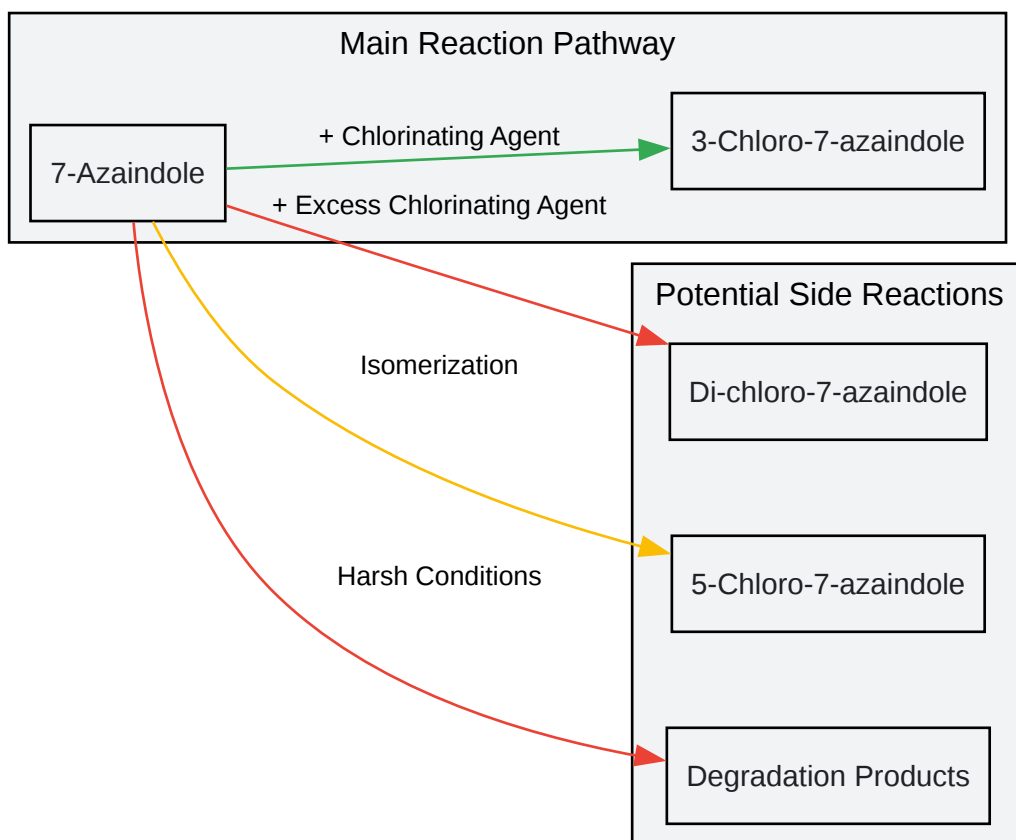 Main Reaction Pathway
7-Azaindole
+ Chlorinating Agent
3-Chloro-7-azaindole
+ Excess Chlorinating Agent
Potential Side Reactions
Isomerization
Di-chloro-7-azaindole
Harsh Conditions
5-Chloro-7-azaindole
Degradation Products